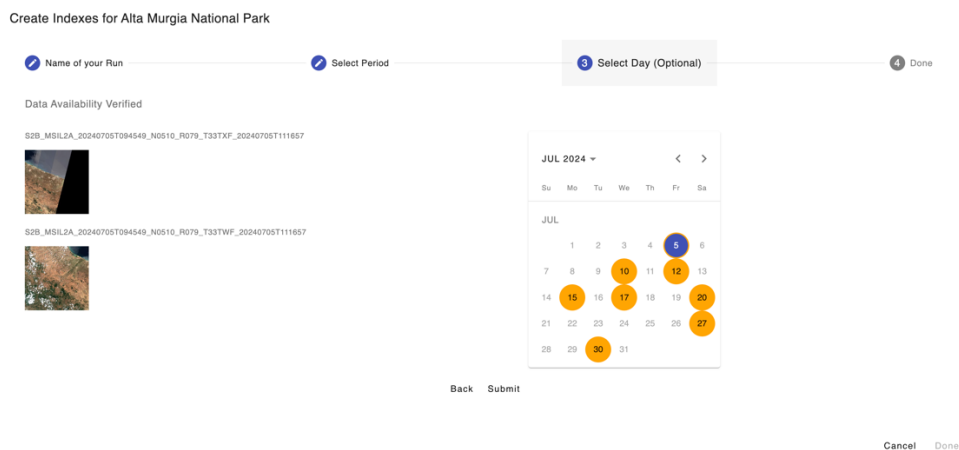 Create Indexes for Alta Murgia National Park
Name of your Run
Select Period
3 Select Day (Optional)
4 Done
Data Availability Verified
S2B_MSIL2A_20240705T094549_N0510_R079_T33TXF_20240705T111657
S2B_MSIL2A_20240705T094549_N0510_R079_T33TWF_20240705T111657
JUL 2024
Su Mo Tu We Th Fr Sa
JUL
1 2 3 4 5 6
7 8 9 10 11 12 13
14 15 16 17 18 19 20
21 22 23 24 25 26 27
28 29 30 31
Back Submit
Cancel Done